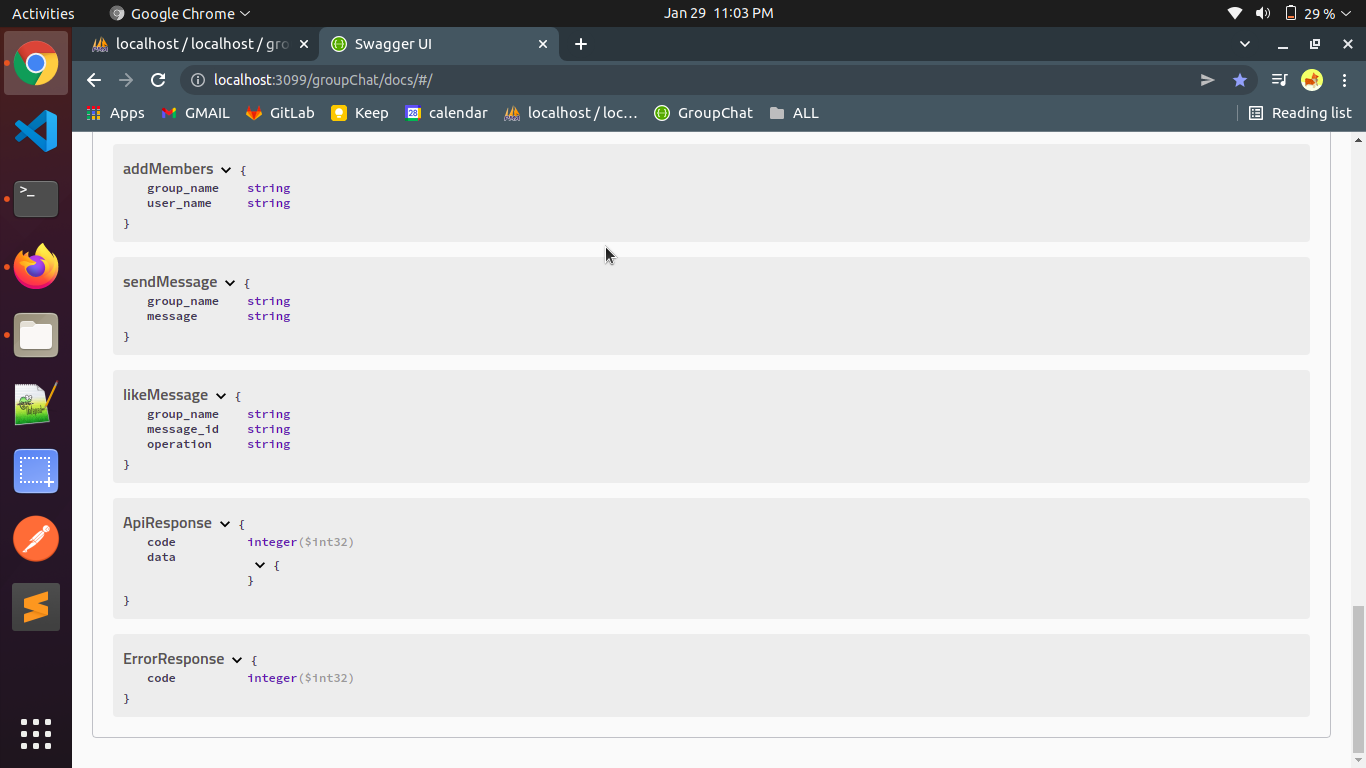 Activities
Google Chrome
Jan 29 11:03 PM
29 %
localhost / localhost / gro
Swagger UI
localhost:3099/groupChat/docs/#/
Apps
GMAIL
GitLab
Keep
28
calendar
localhost / loc...
GroupChat
ALL
Reading list
addMembers {
group_name string
user_name string
}
sendMessage {
group_name string
message string
}
likeMessage {
group_name string
message_id string
operation string
}
ApiResponse {
code integer($int32)
data
{
}
}
ErrorResponse {
code integer($int32)
}